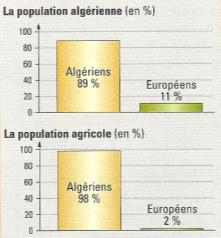 La population algérienne (en %)
100
80
60
40
20
0
Algériens
89 %
Européens
11 %
La population agricole (en %)
100
80
60
40
20
0
Algériens
98 %
Européens
2 %